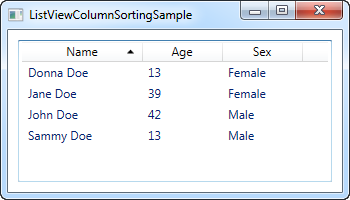 ListViewColumnSortingSample
Name Age Sex
Donna Doe 13 Female
Jane Doe 39 Female
John Doe 42 Male
Sammy Doe 13 Male